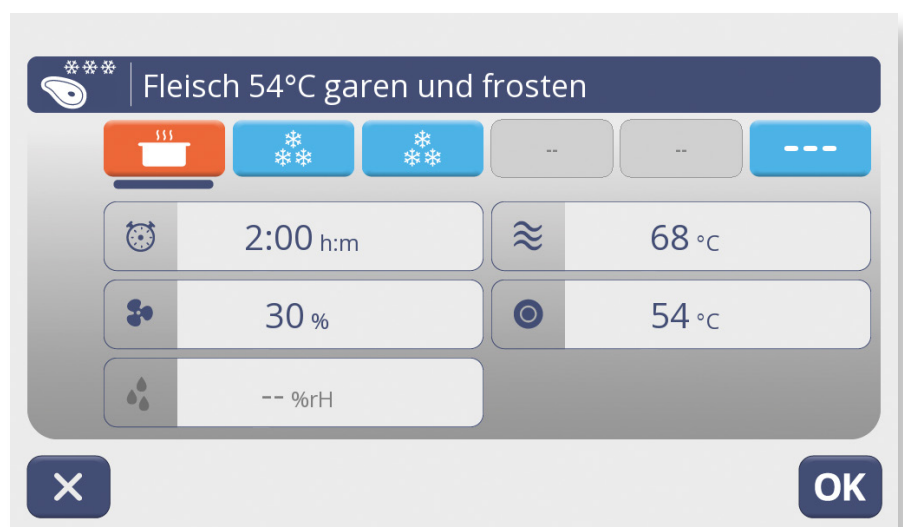 Fleisch 54°C garen und frosten
-- -- ---
2:00 h:m 68 °C
30 % 54 °C
-- %rH
OK